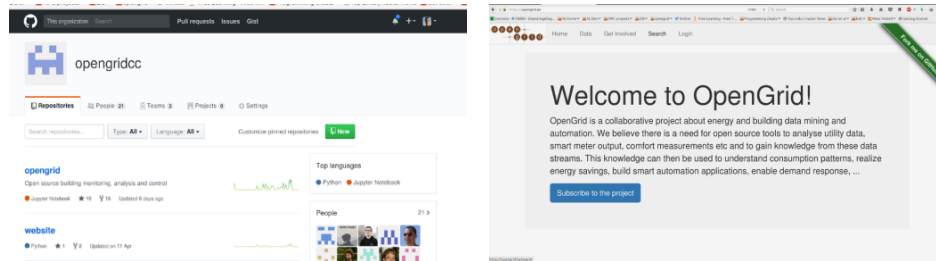 This organization Search
Pull requests Issues Gist
opengridcc
Repositories
People 21
Teams 3
Projects 0
Settings
Search repositories...
Type: All
Language: All
Customize pinned repositories
New
opengrid
Open source building monitoring, analysis and control
Jupyter Notebook 16 16 Updated 6 days ago
website
Python 1 8 Updated on 11 Apr
Top languages
Python Jupyter Notebook
People 21
Home Data Get Involved Search Login
Fork me on GitHub
Welcome to OpenGrid!
OpenGrid is a collaborative project about energy and building data mining and
automation. We believe there is a need for open source tools to analyse utility data,
smart meter output, comfort measurements etc and to gain knowledge from these data
streams. This knowledge can then be used to understand consumption patterns, realize
energy savings, build smart automation applications, enable demand response, ...
Subscribe to the project